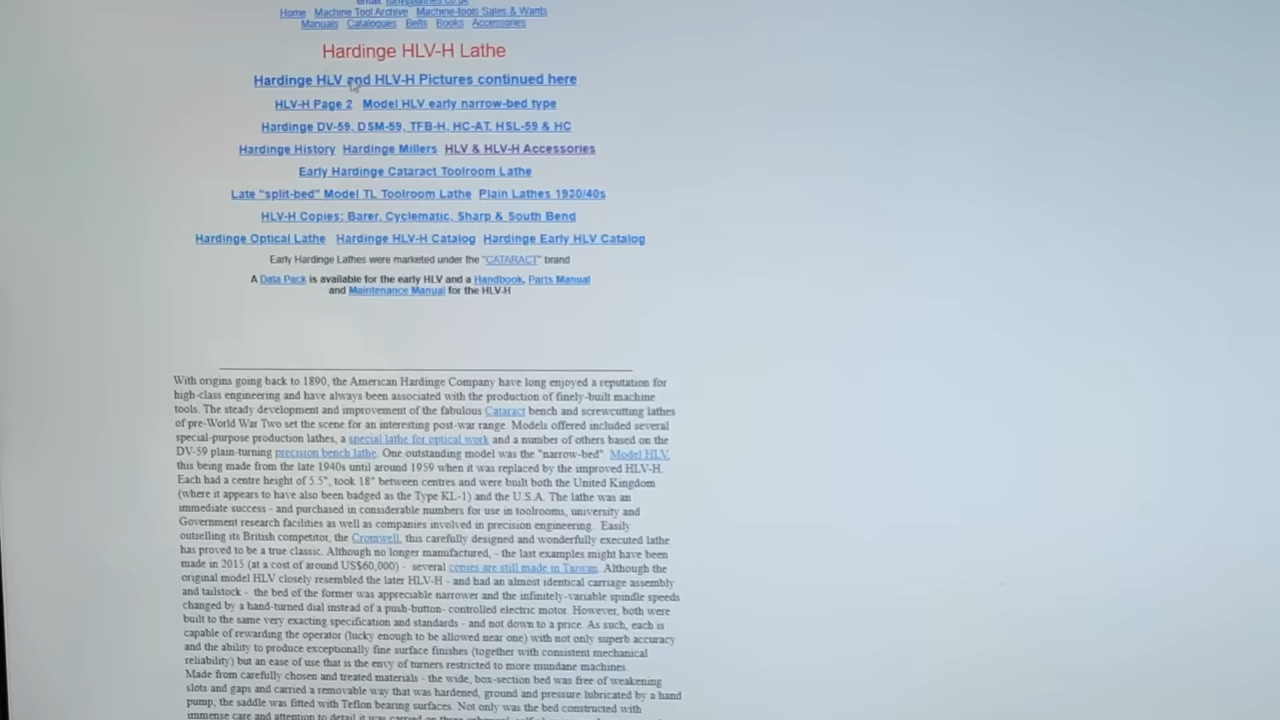 email: tony@lathes.co.uk
Home Machine Tool Archive Machine-tools Sales & Wants
Manuals Catalogues Belts Books Accessories
Hardinge HLV-H Lathe
Hardinge HLV and HLV-H Pictures continued here
HLV-H Page 2 Model HLV early narrow-bed type
Hardinge DV-59, DSM-59, TFB-H, HC-AT, HSL-59 & HC
Hardinge History Hardinge Millers HLV & HLV-H Accessories
Early Hardinge Cataract Toolroom Lathe
Late "split-bed" Model TL Toolroom Lathe Plain Lathes 1930/40s
HLV-H Copies: Barer, Cyclematic, Sharp & South Bend
Hardinge Optical Lathe Hardinge HLV-H Catalog Hardinge Early HLV Catalog
Early Hardinge Lathes were marketed under the "CATARACT" brand
A Data Pack is available for the early HLV and a Handbook, Parts Manual
and Maintenance Manual for the HLV-H
With origins going back to 1890, the American Hardinge Company have long enjoyed a reputation for
high-class engineering and have always been associated with the production of finely-built machine
tools. The steady development and improvement of the fabulous Cataract bench and screwcutting lathes
of pre-World War Two set the scene for an interesting post-war range. Models offered included several
special-purpose production lathes, a special lathe for optical work and a number of others based on the
DV-59 plain-turning precision bench lathe. One outstanding model was the "narrow-bed" Model HLV,
this being made from the late 1940s until around 1959 when it was replaced by the improved HLV-H.
Each had a centre height of 5.5", took 18" between centres and were built both the United Kingdom
(where it appears to have also been badged as the Type KL-1) and the U.S.A. The lathe was an
immediate success - and purchased in considerable numbers for use in toolrooms, university and
Government research facilities as well as companies involved in precision engineering. Easily
outselling its British competitor, the Cromwell, this carefully designed and wonderfully executed lathe
has proved to be a true classic. Although no longer manufactured, - the last examples might have been
made in 2015 (at a cost of around US$60,000) - several copies are still made in Taiwan. Although the
original model HLV closely resembled the later HLV-H - and had an almost identical carriage assembly
and tailstock - the bed of the former was appreciable narrower and the infinitely-variable spindle speeds
changed by a hand-turned dial instead of a push-button- controlled electric motor. However, both were
built to the same very exacting specification and standards - and not down to a price. As such, each is
capable of rewarding the operator (lucky enough to be allowed near one) with not only superb accuracy
and the ability to produce exceptionally fine surface finishes (together with consistent mechanical
reliability) but an ease of use that is the envy of turners restricted to more mundane machines.
Made from carefully chosen and treated materials - the wide, box-section bed was free of weakening
slots and gaps and carried a removable way that was hardened, ground and pressure lubricated by a hand
pump; the saddle was fitted with Teflon bearing surfaces. Not only was the bed constructed with
immense care and attention to detail it was carried on three